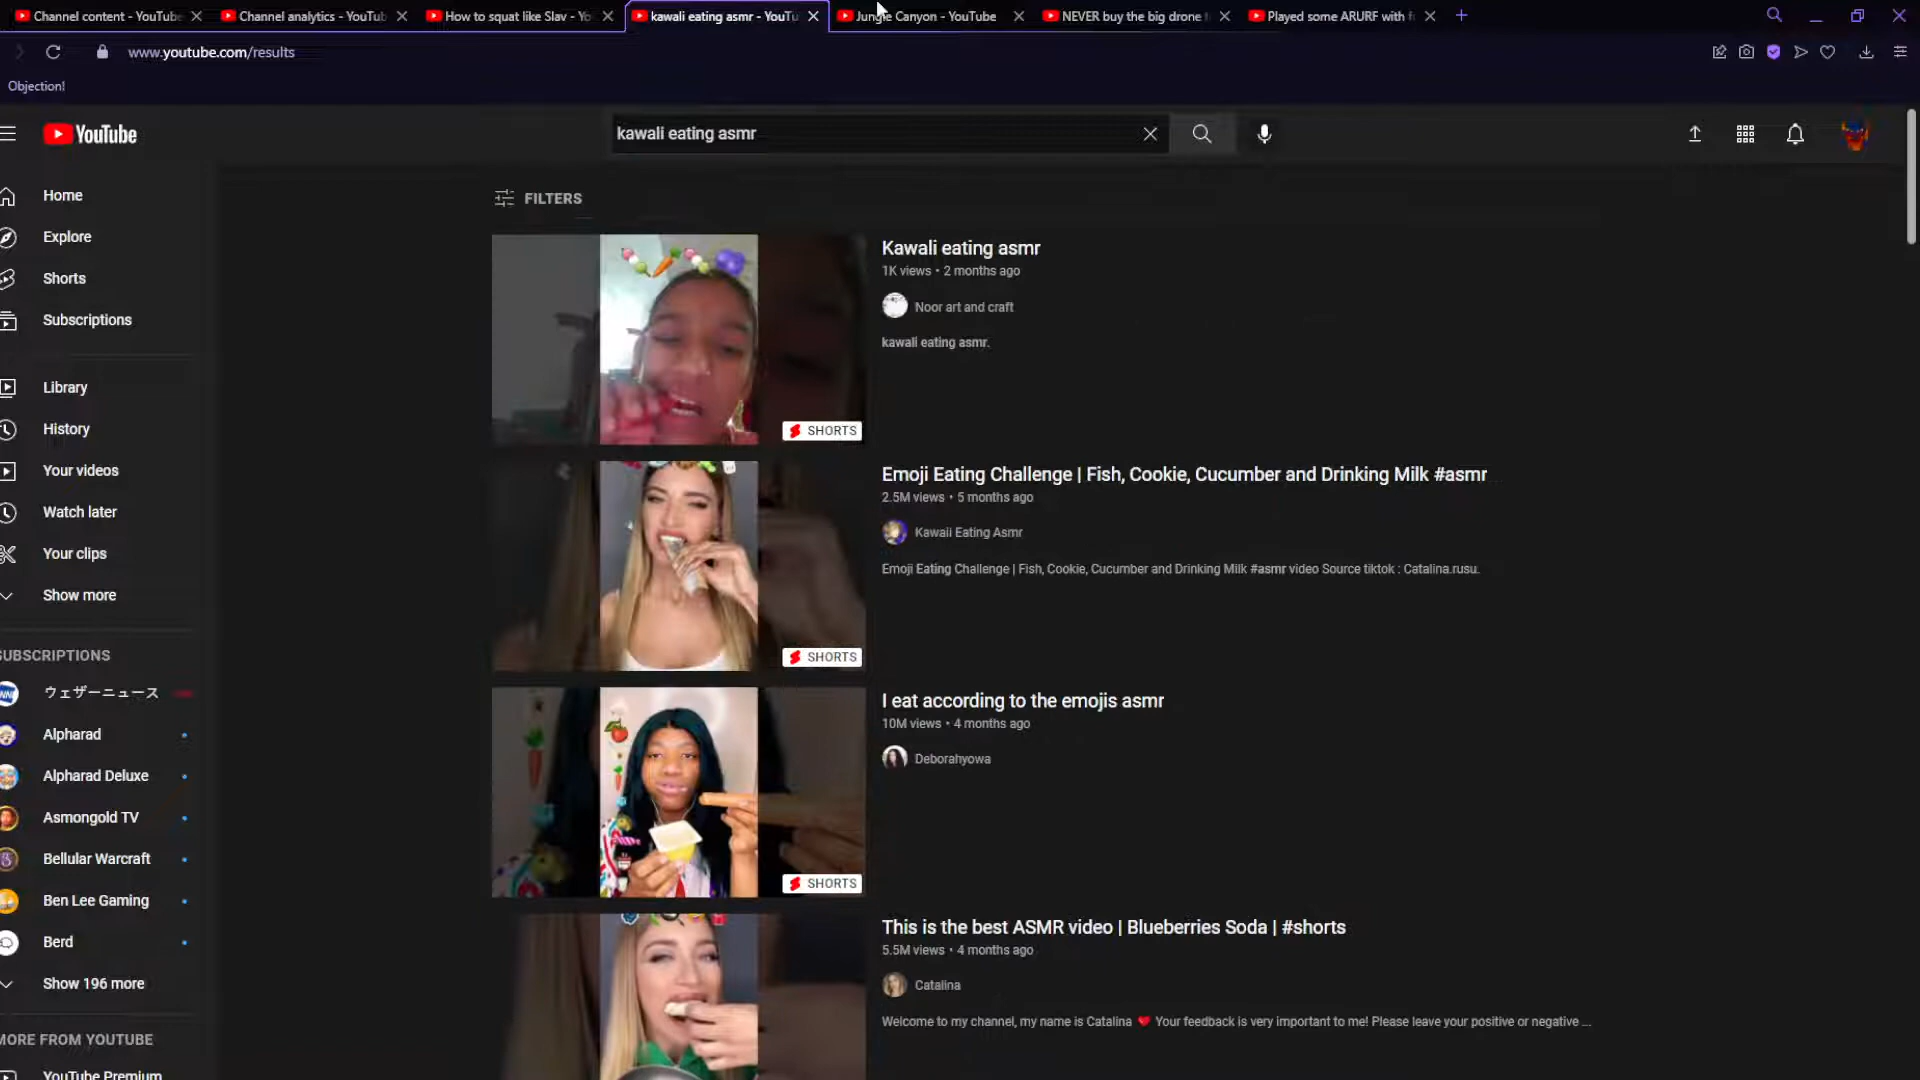 Channel content - YouTube
Channel analytics - YouTub
How to squat like Slav - Yo
kawali eating asmr - YouTu
Jungle Canyon - YouTube
NEVER buy the big drone
Played some ARURF with f
www.youtube.com/results
Objection!
YouTube
kawali eating asmr
Home
Explore
Shorts
Subscriptions
Library
History
Your videos
Watch later
Your clips
Show more
SUBSCRIPTIONS
ウェザーニュース
Alpharad
Alpharad Deluxe
Asmongold TV
Bellular Warcraft
Ben Lee Gaming
Berd
Show 196 more
MORE FROM YOUTUBE
YouTube Premium
FILTERS
Kawali eating asmr
1K views • 2 months ago
Noor art and craft
kawali eating asmr.
SHORTS
Emoji Eating Challenge | Fish, Cookie, Cucumber and Drinking Milk #asmr
2.5M views • 5 months ago
Kawaii Eating Asmr
Emoji Eating Challenge | Fish, Cookie, Cucumber and Drinking Milk #asmr video Source tiktok : Catalina.rusu.
SHORTS
I eat according to the emojis asmr
10M views • 4 months ago
Deborahyowa
SHORTS
This is the best ASMR video | Blueberries Soda | #shorts
5.5M views • 4 months ago
Catalina
Welcome to my channel, my name is Catalina ❤️ Your feedback is very important to me! Please leave your positive or negative ...